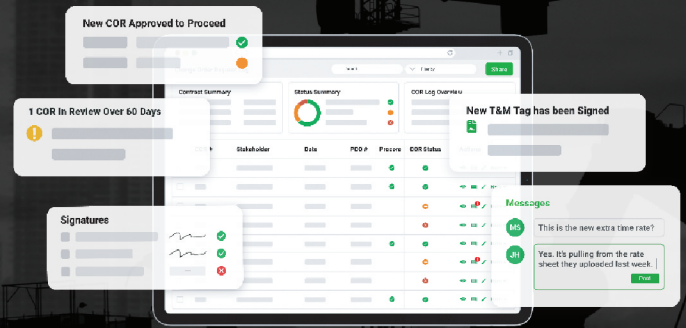 New COR Approved to Proceed
Share
1 COR In Review Over 60 Days
Contract Summary
Status Summary
COR Log Overview
New T&M Tag has been Signed
Stakeholder
Date
PCO #
Procore
COR Status
Signatures
Messages
MS
This is the new extra time rate?
JH
Yes. It's pulling from the rate
sheet they uploaded last week.
Post